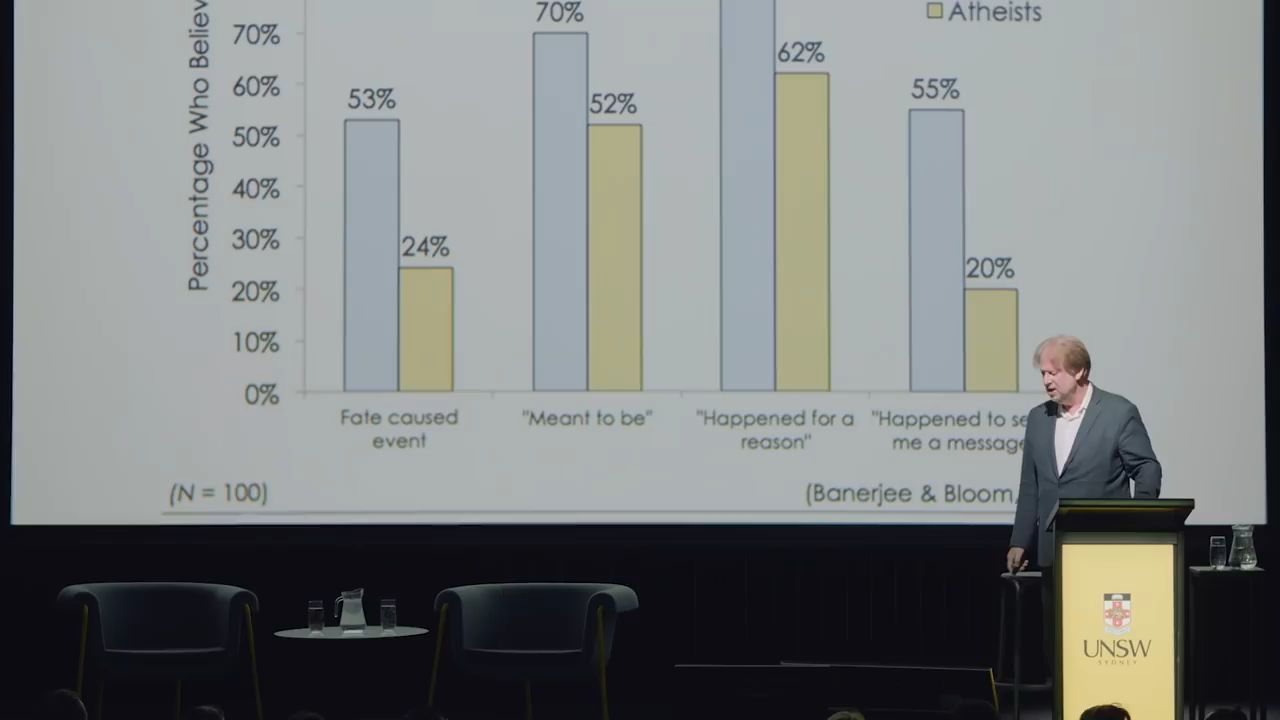 Percentage Who Believ
Atheists
70%
60%
50%
40%
30%
20%
10%
0%
53%
24%
70%
52%
62%
55%
20%
Fate caused
event
"Meant to be"
"Happened for a
reason"
"Happened to se
me a message
(N = 100)
(Banerjee & Bloom,
UNSW
SYDNEY